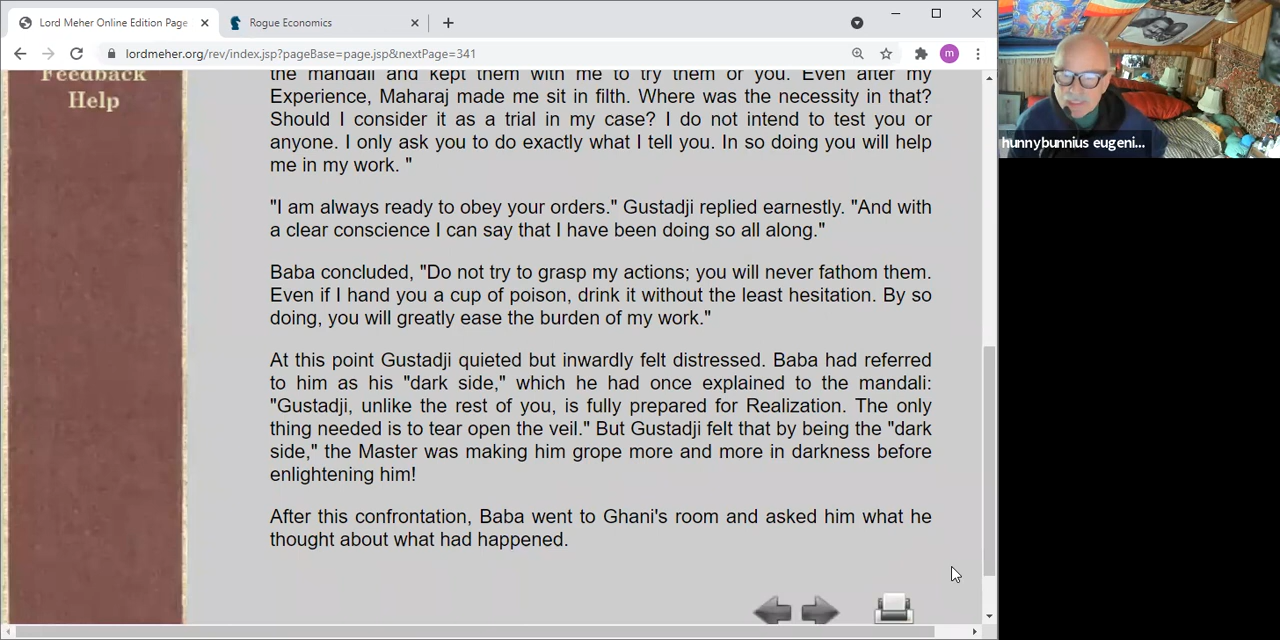 Lord Meher Online Edition Page
Rogue Economics
lordmeher.org/rev/index.jsp?pageBase=page.jsp&nextPage=341
m
Feedback
Help
the mandali and kept them with me to try them or you. Even after my
Experience, Maharaj made me sit in filth. Where was the necessity in that?
Should I consider it as a trial in my case? I do not intend to test you or
anyone. I only ask you to do exactly what I tell you. In so doing you will help
me in my work. "
"I am always ready to obey your orders." Gustadji replied earnestly. "And with
a clear conscience I can say that I have been doing so all along."
Baba concluded, "Do not try to grasp my actions; you will never fathom them.
Even if I hand you a cup of poison, drink it without the least hesitation. By so
doing, you will greatly ease the burden of my work."
At this point Gustadji quieted but inwardly felt distressed. Baba had referred
to him as his "dark side," which he had once explained to the mandali:
"Gustadji, unlike the rest of you, is fully prepared for Realization. The only
thing needed is to tear open the veil." But Gustadji felt that by being the "dark
side," the Master was making him grope more and more in darkness before
enlightening him!
After this confrontation, Baba went to Ghani's room and asked him what he
thought about what had happened.
hunnybunnius eugeni...